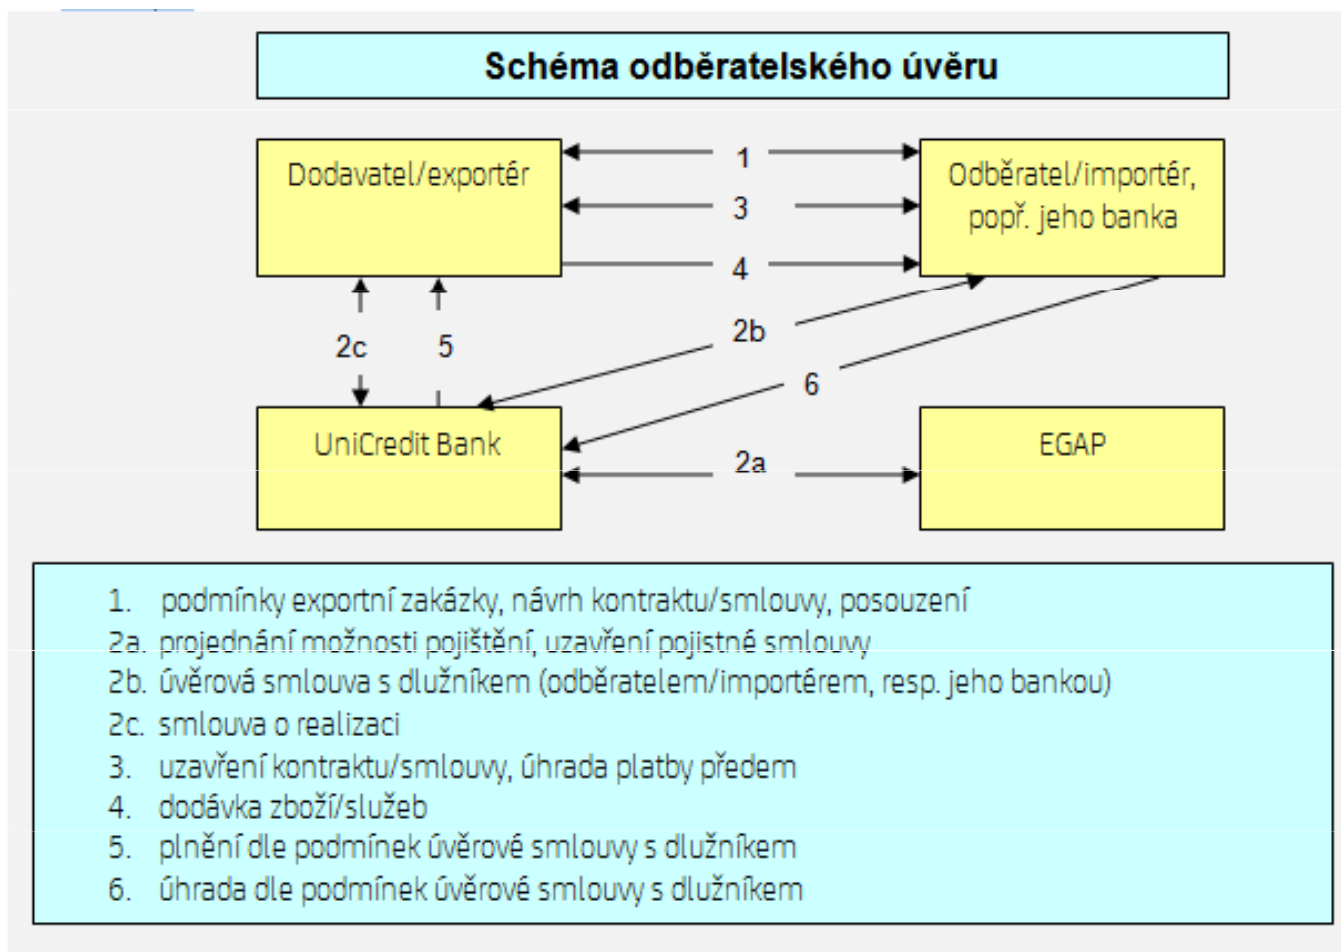 Schéma odběratelského úvěru
Dodavatel/exportér
1
3
4
Odběratel/importér,
popř. jeho banka
2c
5
2b
6
UniCredit Bank
2a
EGAP
1. podmínky exportní zakázky, návrh kontraktu/smlouvy, posouzení
2a. projednání možnosti pojištění, uzavření pojistné smlouvy
2b. úvěrová smlouva s dlužníkem (odběratelem/importérem, resp. jeho bankou)
2c. smlouva o realizaci
3. uzavření kontraktu/smlouvy, úhrada platby předem
4. dodávka zboží/služeb
5. plnění dle podmínek úvěrové smlouvy s dlužníkem
6. úhrada dle podmínek úvěrové smlouvy s dlužníkem